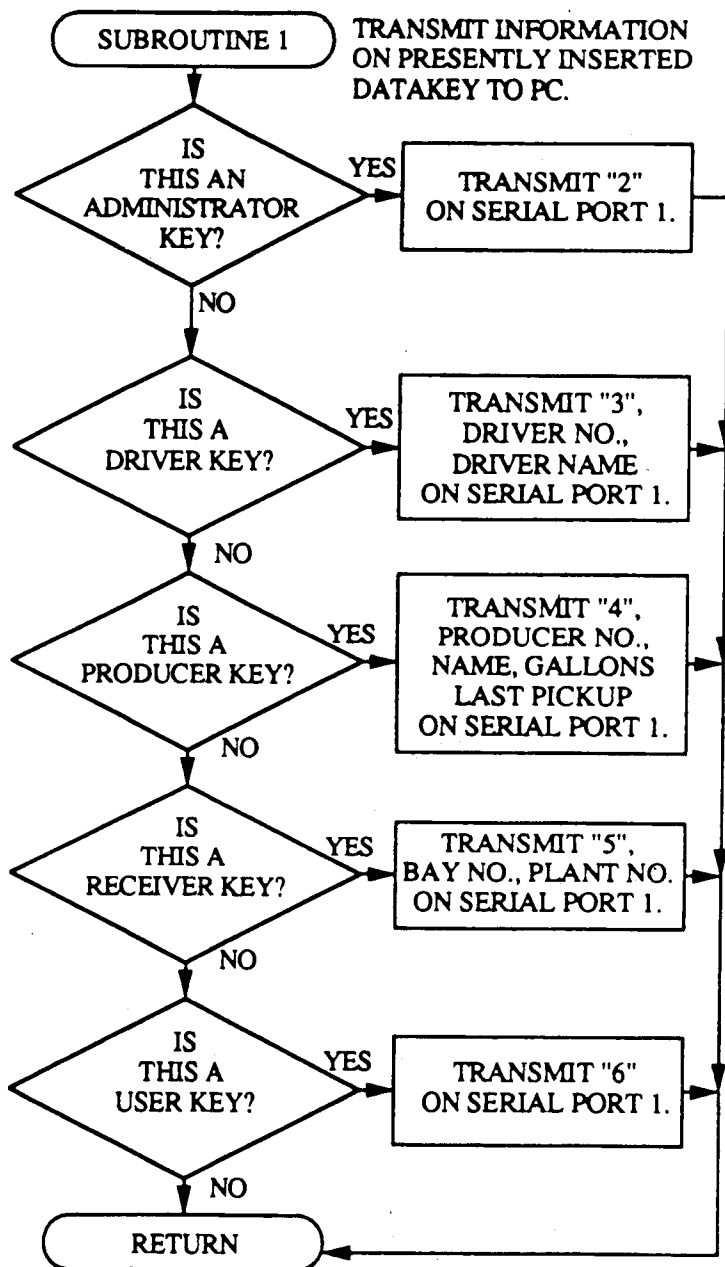 SUBROUTINE 1
TRANSMIT INFORMATION
ON PRESENTLY INSERTED
DATAKEY TO PC.
IS
THIS AN
ADMINISTRATOR
KEY?
YES
TRANSMIT "2"
ON SERIAL PORT 1.
NO
IS
THIS A
DRIVER KEY?
YES
TRANSMIT "3",
DRIVER NO.,
DRIVER NAME
ON SERIAL PORT 1.
NO
IS
THIS A
PRODUCER KEY?
YES
TRANSMIT "4",
PRODUCER NO.,
NAME, GALLONS
LAST PICKUP
ON SERIAL PORT 1.
NO
IS
THIS A
RECEIVER KEY?
YES
TRANSMIT "5",
BAY NO., PLANT NO.
ON SERIAL PORT 1.
NO
IS
THIS A
USER KEY?
YES
TRANSMIT "6"
ON SERIAL PORT 1.
NO
RETURN